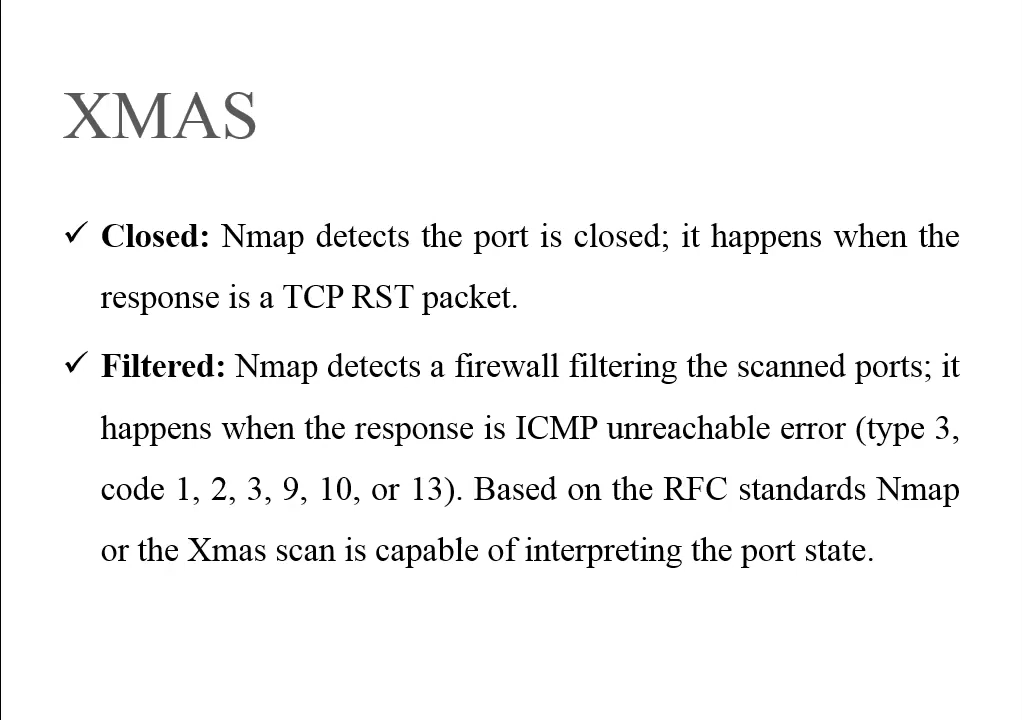 XMAS
✓ Closed: Nmap detects the port is closed; it happens when the
response is a TCP RST packet.
✓ Filtered: Nmap detects a firewall filtering the scanned ports; it
happens when the response is ICMP unreachable error (type 3,
code 1, 2, 3, 9, 10, or 13). Based on the RFC standards Nmap
or the Xmas scan is capable of interpreting the port state.